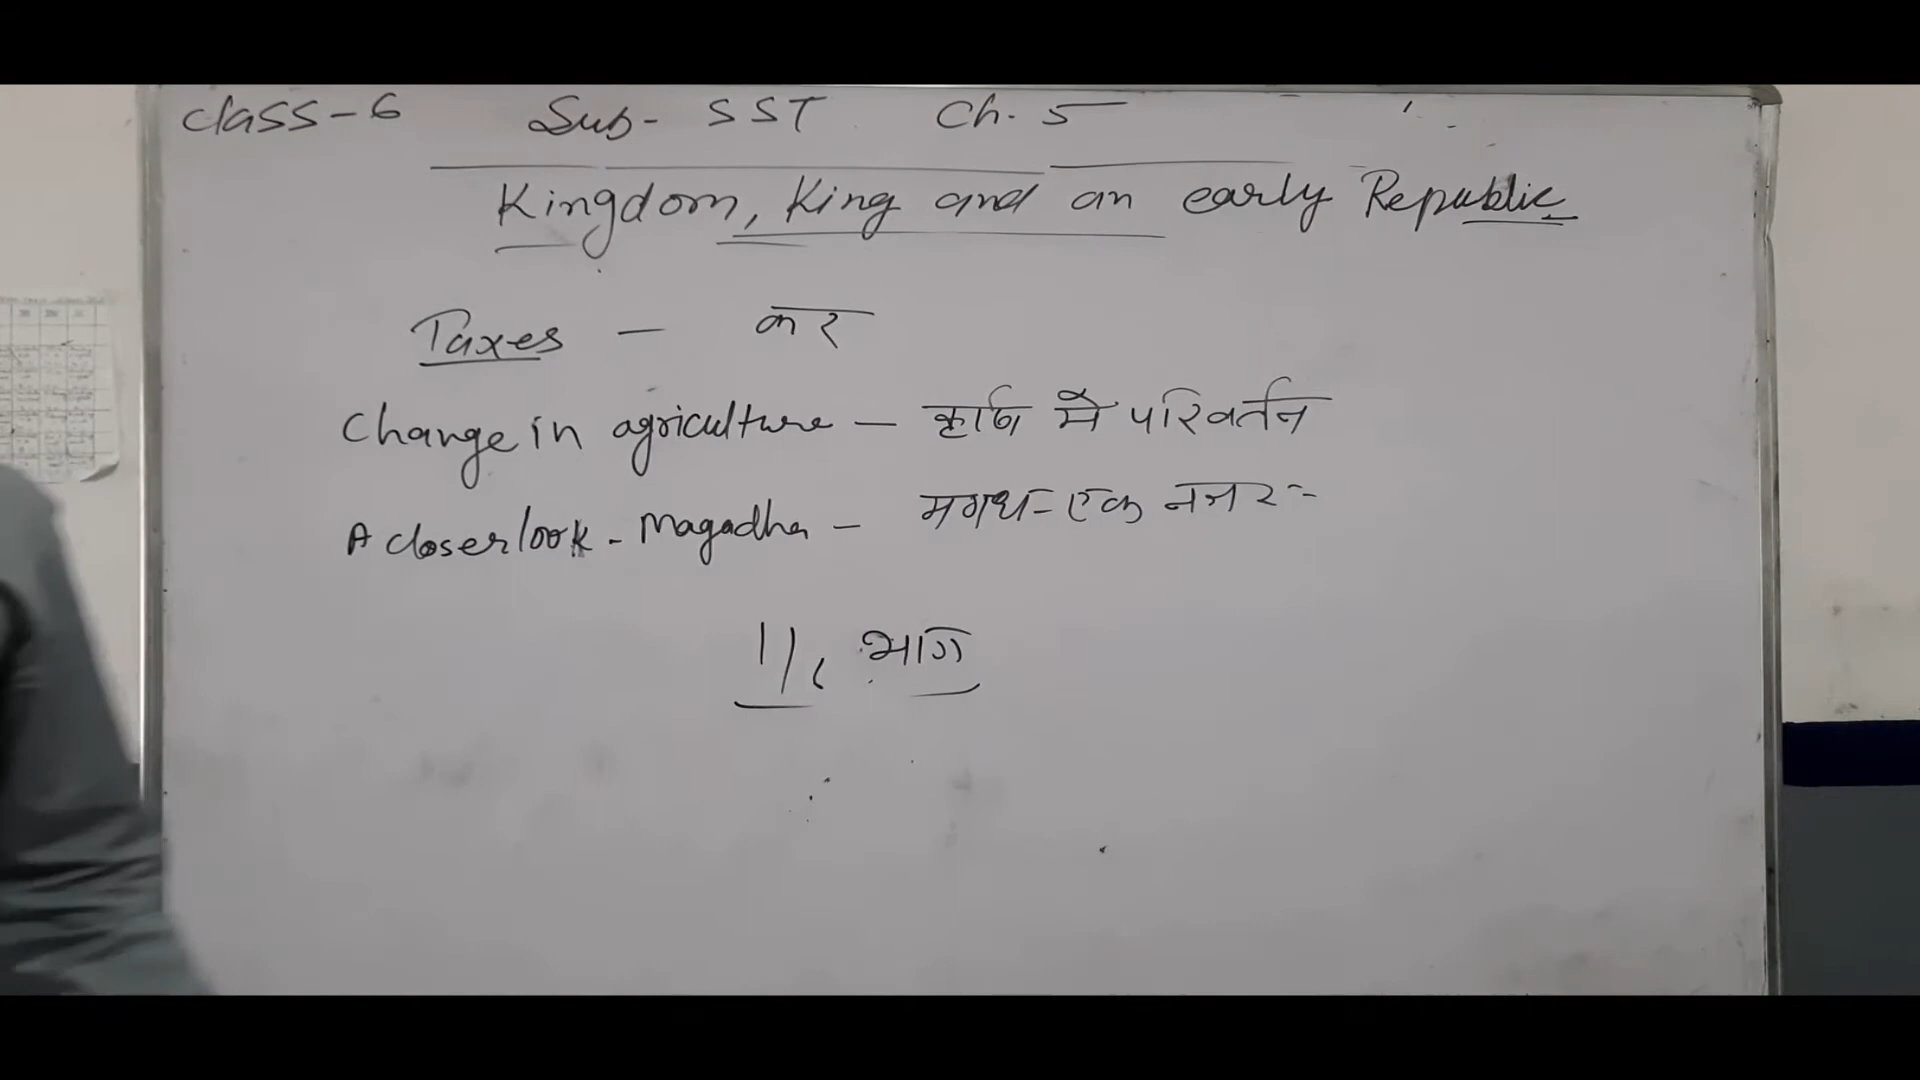 Class-6 Sub- SST Ch. 5
Kingdom, King and an early Republic
Taxes - कर
Change in agriculture - कृषि में परिवर्तन
A closer look - Magadha - मगध - एक नजर :-
1/6 भाग